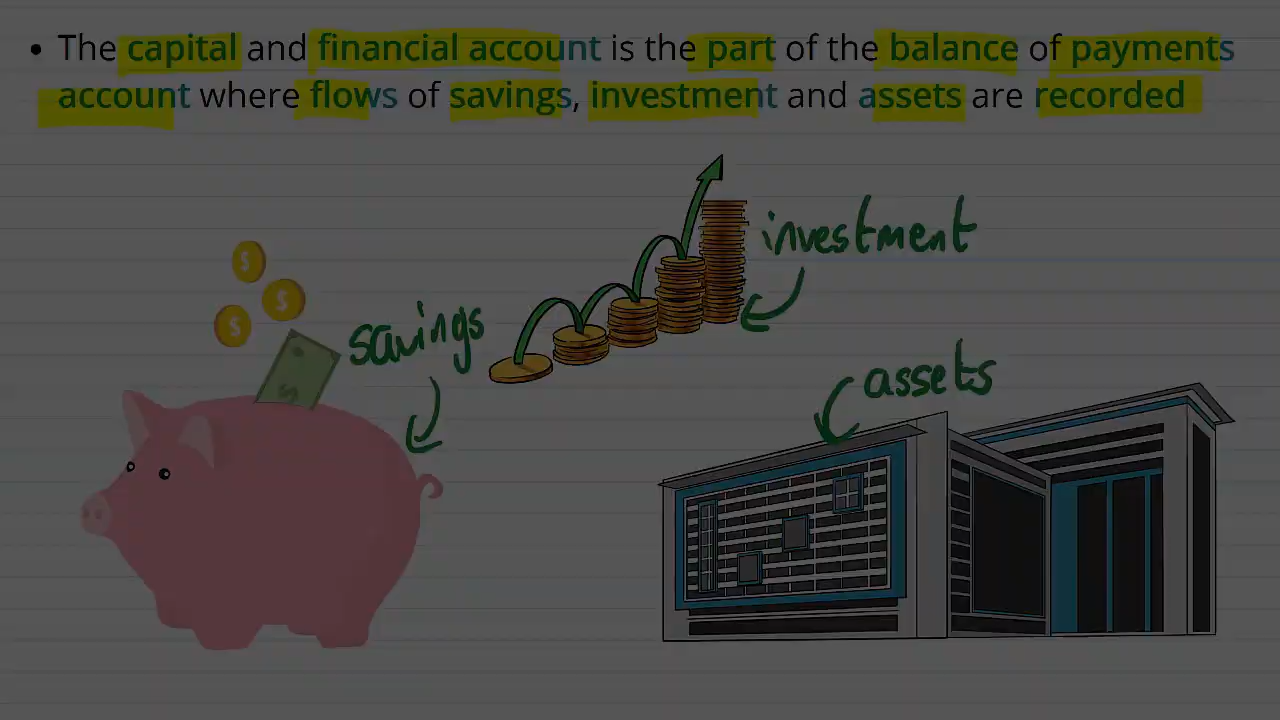 • The capital and financial account is the part of the balance of payments
account where flows of savings, investment and assets are recorded
investment
savings
assets
$
$
$
$